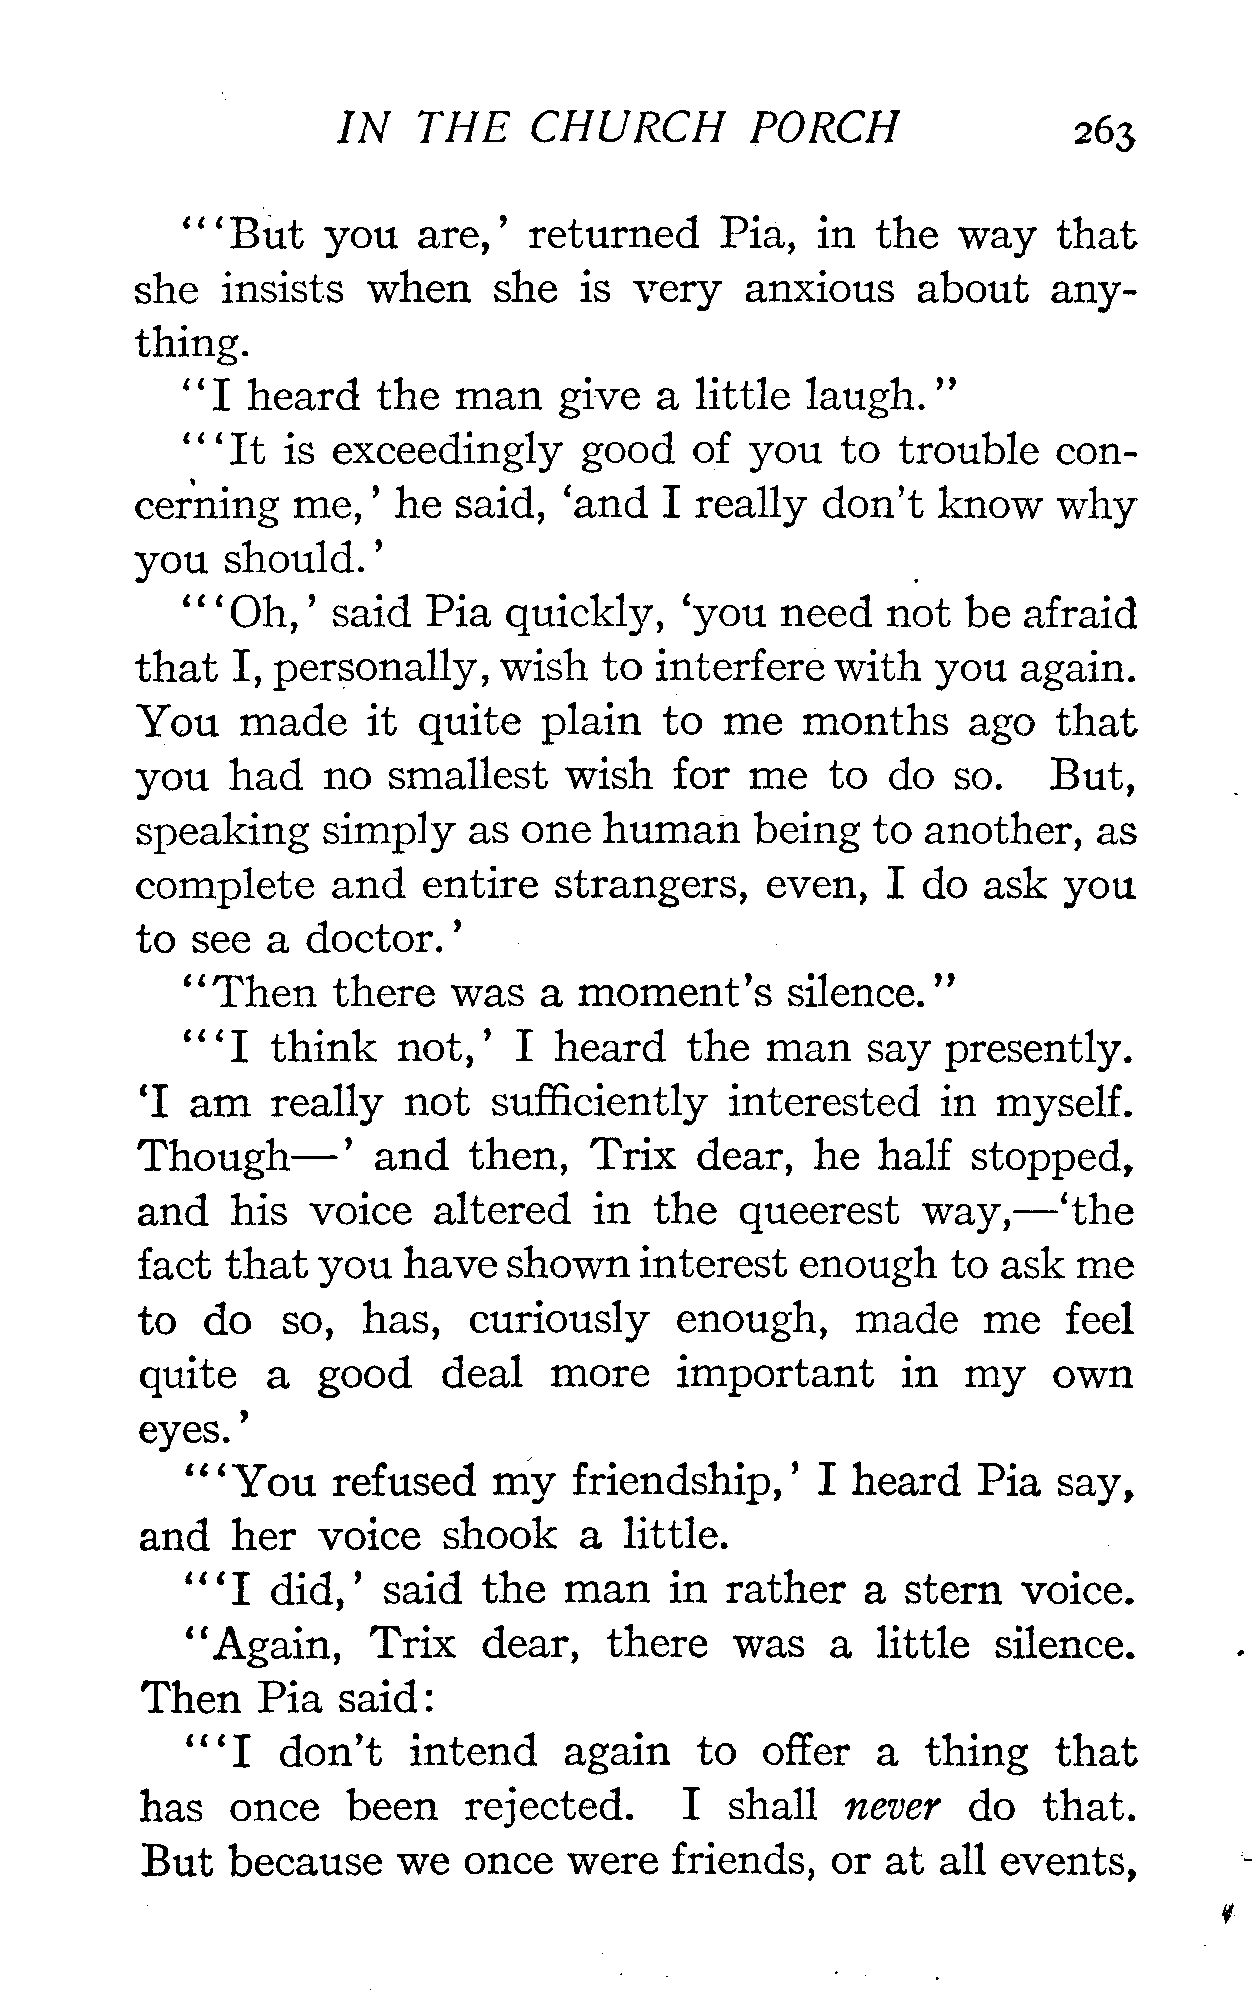 IN THE CHURCH PORCH 263
"'But you are,' returned Pia, in the way that
she insists when she is very anxious about any-
thing.
"I heard the man give a little laugh."
"'It is exceedingly good of you to trouble con-
cerning me,' he said, 'and I really don't know why
you should.'
"'Oh,' said Pia quickly, 'you need not be afraid
that I, personally, wish to interfere with you again.
You made it quite plain to me months ago that
you had no smallest wish for me to do so. But,
speaking simply as one human being to another, as
complete and entire strangers, even, I do ask you
to see a doctor.'
"Then there was a moment's silence."
"'I think not,' I heard the man say presently.
'I am really not sufficiently interested in myself.
Though—' and then, Trix dear, he half stopped,
and his voice altered in the queerest way,—'the
fact that you have shown interest enough to ask me
to do so, has, curiously enough, made me feel
quite a good deal more important in my own
eyes.'
"'You refused my friendship,' I heard Pia say,
and her voice shook a little.
"'I did,' said the man in rather a stern voice.
"Again, Trix dear, there was a little silence.
Then Pia said:
"'I don't intend again to offer a thing that
has once been rejected. I shall never do that.
But because we once were friends, or at all events,